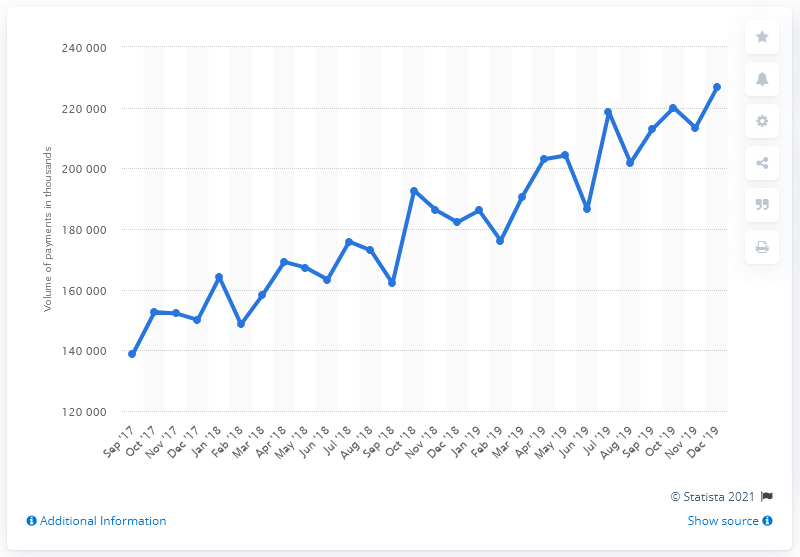 240 000
220 000
200 000
180 000
160 000
140 000
120 000
Volume of payments in thousands
Sep '17
Oct '17
Nov '17
Dec '17
Jan '18
Feb '18
Mar '18
Apr '18
May '18
Jun '18
Jul '18
Aug '18
Sep '18
Oct '18
Nov '18
Dec '18
Jan '19
Feb '19
Mar '19
Apr '19
May '19
Jun '19
Jul '19
Aug '19
Sep '19
Oct '19
Nov '19
Dec '19
© Statista 2021
Additional Information
Show source